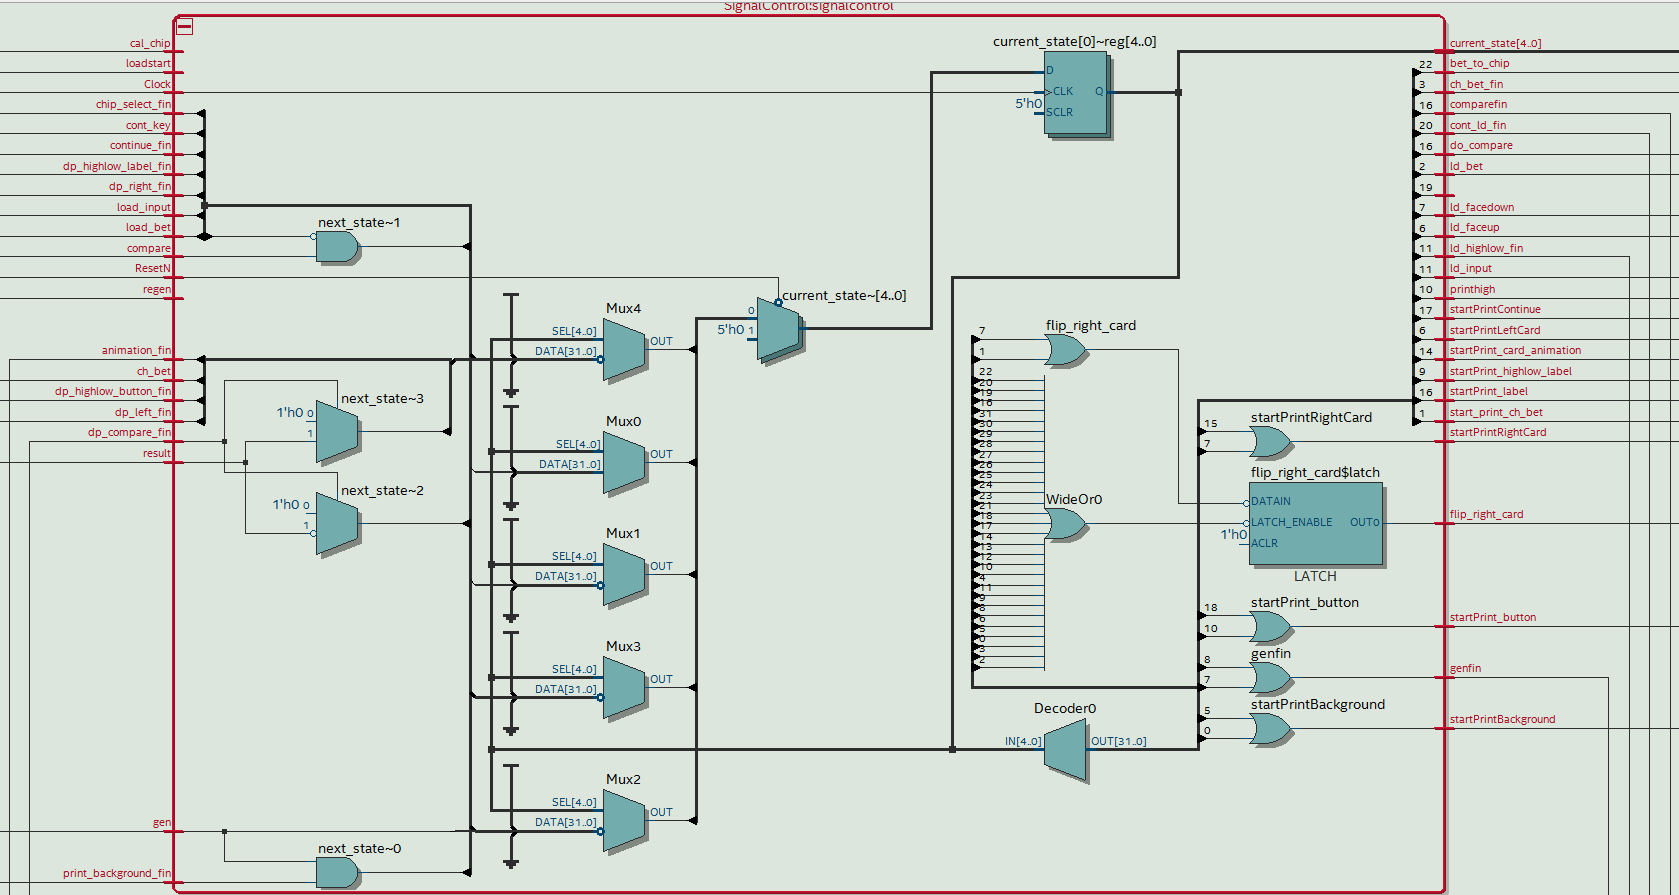 SignalControl:signalcontrol
cal_chip
loadstart
Clock
chip_select_fin
cont_key
continue_fin
dp_highlow_label_fin
dp_right_fin
load_input
load_bet
compare
ResetN
regen
animation_fin
ch_bet
dp_highlow_button_fin
dp_left_fin
dp_compare_fin
result
gen
print_background_fin
next_state~1
next_state~3
1'h0 0
1
next_state~2
1'h0 0
1
next_state~0
Mux4
SEL[4..0]
DATA[31..0]
OUT
Mux0
SEL[4..0]
DATA[31..0]
OUT
Mux1
SEL[4..0]
DATA[31..0]
OUT
Mux3
SEL[4..0]
DATA[31..0]
OUT
Mux2
SEL[4..0]
DATA[31..0]
OUT
current_state~[4..0]
0
5'h0 1
current_state[0]~reg[4..0]
D
CLK
Q
5'h0
SCLR
flip_right_card
7
1
22
20
19
16
31
30
29
28
27
26
25
24
23
21
18
17
14
13
12
10
4
11
9
8
6
5
0
3
2
WideOr0
Decoder0
IN[4..0]
OUT[31..0]
startPrintRightCard
15
7
flip_right_card$latch
DATAIN
LATCH_ENABLE
OUT0
1'h0
ACLR
LATCH
startPrint_button
18
10
genfin
8
7
startPrintBackground
5
0
current_state[4..0]
22 bet_to_chip
3 ch_bet_fin
16 comparefin
20 cont_ld_fin
16 do_compare
2 ld_bet
19
7 ld_facedown
6 ld_faceup
11 ld_highlow_fin
11 ld_input
10 printhigh
17 startPrintContinue
6 startPrintLeftCard
14 startPrint_card_animation
9 startPrint_highlow_label
16 startPrint_label
1 start_print_ch_bet
startPrintRightCard
flip_right_card
startPrint_button
genfin
startPrintBackground